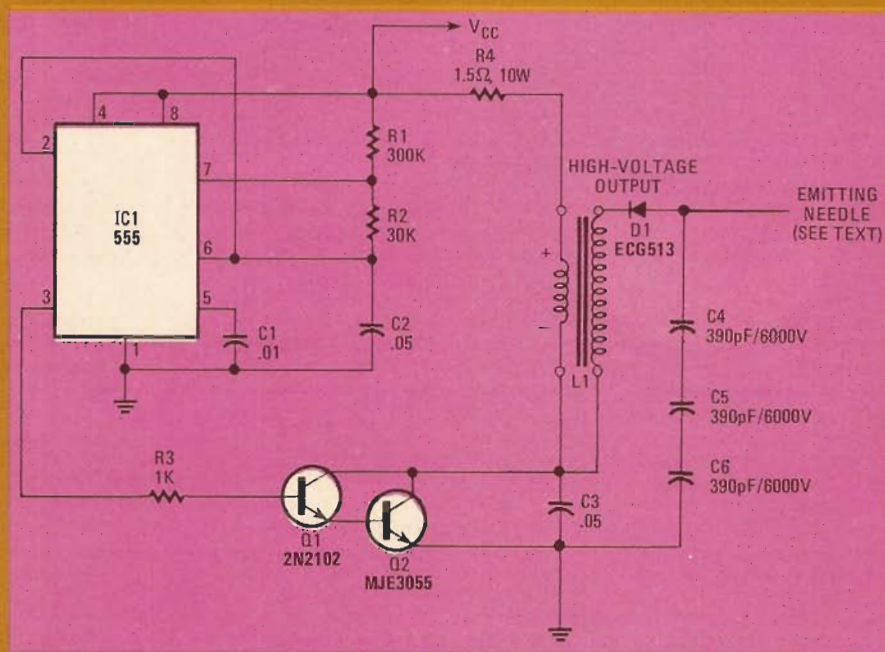 VCC
R4
1.5Ω, 10W
4
8
2
R1
300K
7
HIGH-VOLTAGE
OUTPUT
IC1
555
R2
30K
D1
ECG513
EMITTING
NEEDLE
(SEE TEXT)
6
+
3
5
C1
.01
C2
.05
C4
390pF/6000V
−
1
L1
C5
390pF/6000V
R3
1K
C6
390pF/6000V
C3
.05
Q1
2N2102
Q2
MJE3055